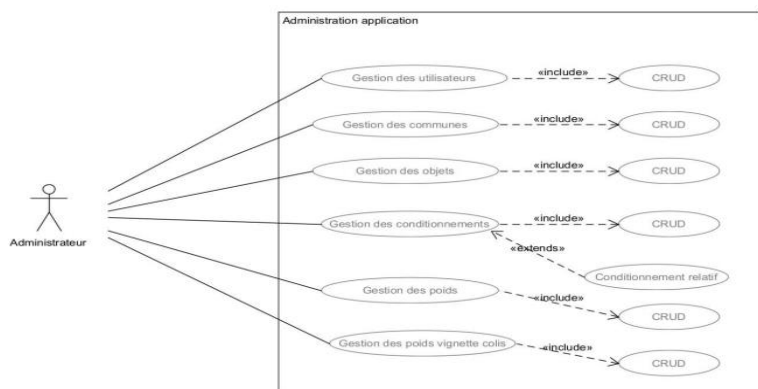 Administration application
Gestion des utilisateurs
«include»
CRUD
Gestion des communes
«include»
CRUD
Gestion des objets
«include»
CRUD
Administrateur
Gestion des conditionnements
«include»
CRUD
«extends»
Conditionnement relatif
Gestion des poids
«include»
CRUD
Gestion des poids vignette colis
«include»
CRUD